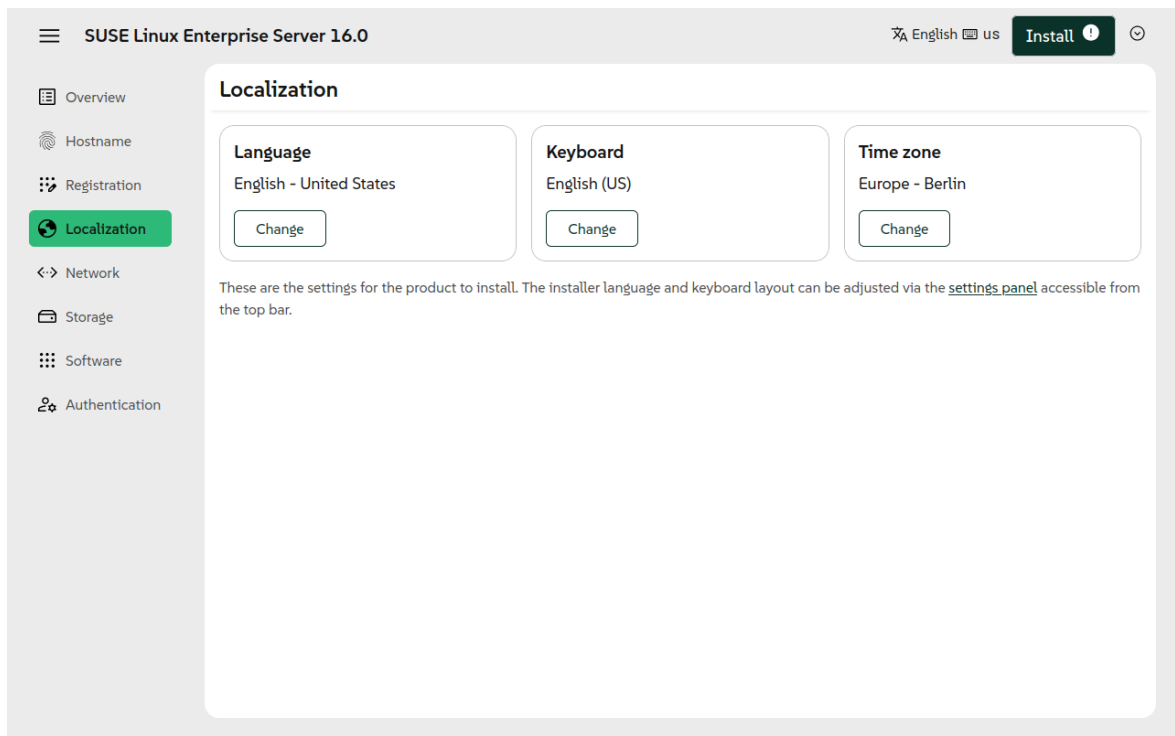 SUSE Linux Enterprise Server 16.0
English us
Install
Overview
Hostname
Registration
Localization
Network
Storage
Software
Authentication
Localization
Language
English - United States
Change
Keyboard
English (US)
Change
Time zone
Europe - Berlin
Change
These are the settings for the product to install. The installer language and keyboard layout can be adjusted via the settings panel accessible from
the top bar.